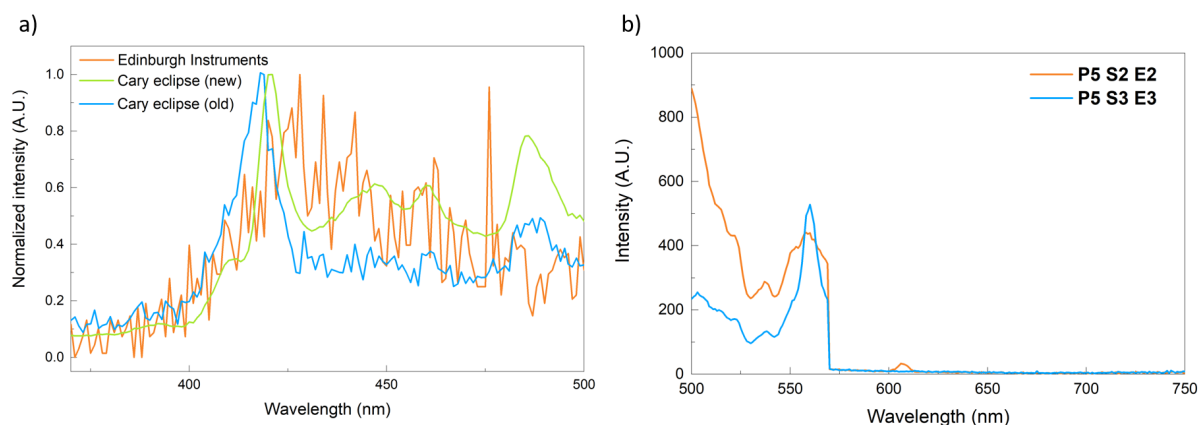 a)
Edinburgh Instruments
Cary eclipse (new)
Cary eclipse (old)
Normalized intensity (A.U.)
1.0
0.8
0.6
0.4
0.2
0.0
400
450
500
Wavelength (nm)
b)
P5 S2 E2
P5 S3 E3
Intensity (A.U.)
1000
800
600
400
200
0
500
550
600
650
700
750
Wavelength (nm)